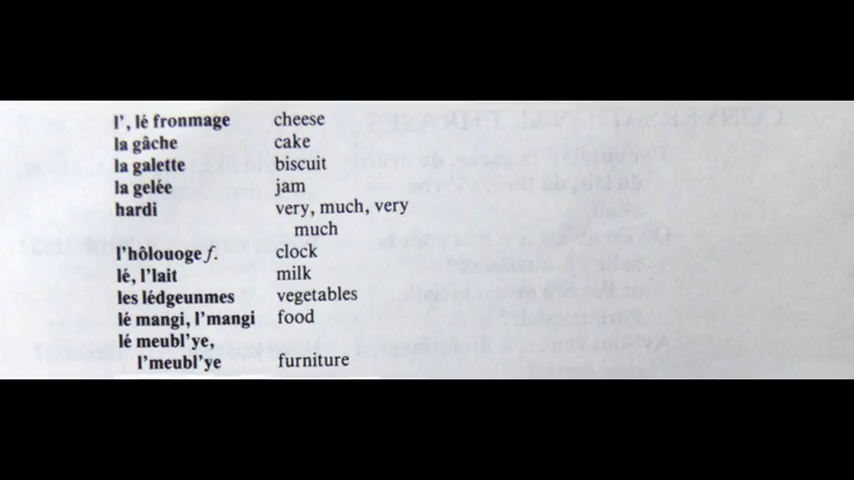 l', lé fronmage cheese
la gâche cake
la galette biscuit
la gelée jam
hardi very, much, very
much
l'hôlouoge f. clock
lé, l'lait milk
les lédgeunmes vegetables
lé mangi, l'mangi food
lé meubl'ye,
l'meubl'ye furniture